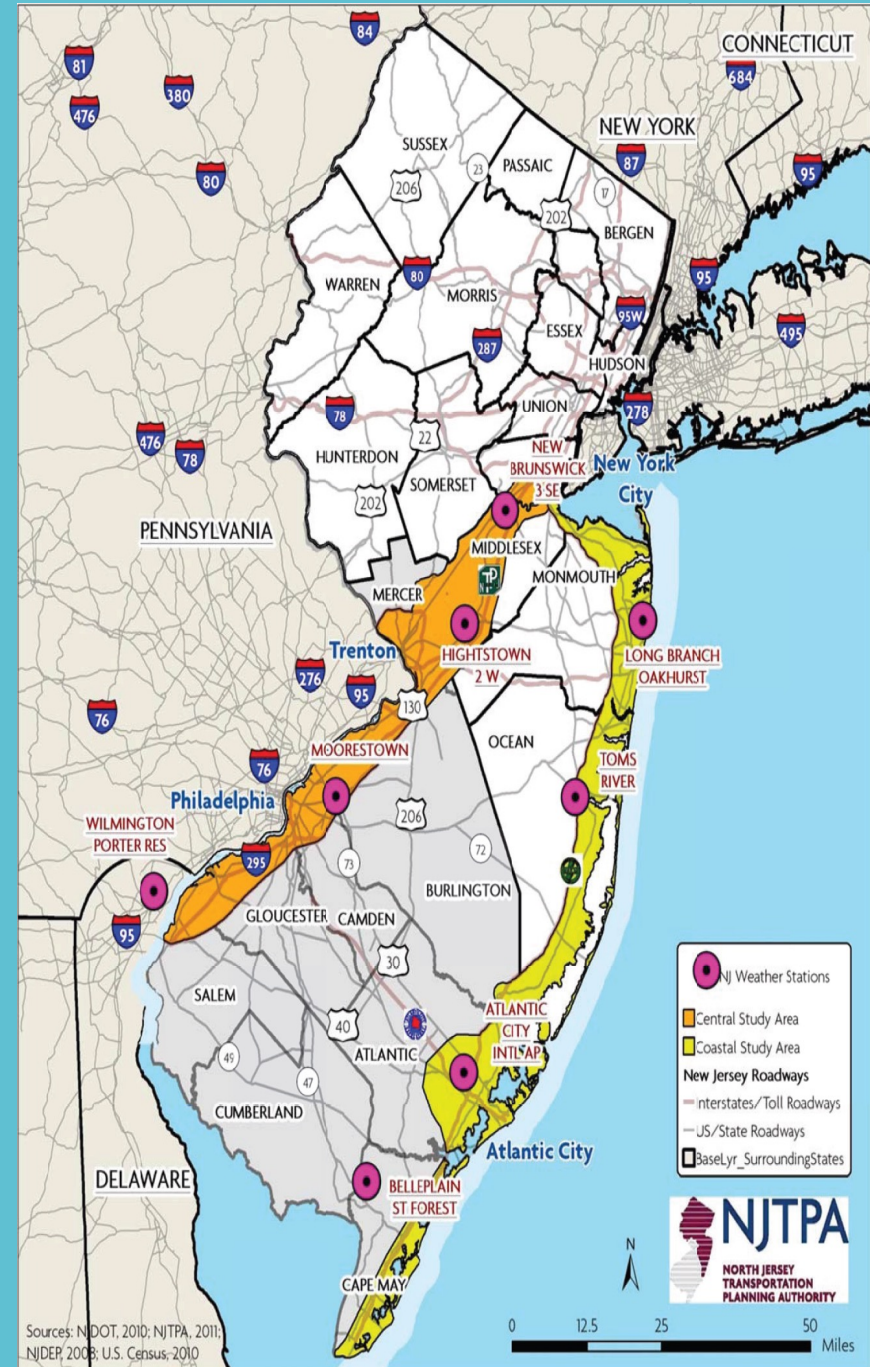 84
81
CONNECTICUT
380
684
476
NEW YORK
SUSSEX
PASSAIC
23
87
95
80
206
17
202
BERGEN
80
95
WARREN
MORRIS
95W
ESSEX
287
495
HUDSON
78
UNION
278
476
22
78
NEW
BRUNSWICK
3 SE
New York
City
HUNTERDON
SOMERSET
202
PENNSYLVANIA
MIDDLESEX
MONMOUTH
MERCER
Trenton
HIGHTSTOWN
2 W
LONG BRANCH
OAKHURST
276
95
76
130
OCEAN
MOORESTOWN
TOMS
RIVER
76
Philadelphia
206
WILMINGTON
PORTER RES
295
73
72
BURLINGTON
GLOUCESTER
CAMDEN
95
30
SALEM
40
ATLANTIC
CITY
INTL AP
ATLANTIC
49
47
CUMBERLAND
Atlantic City
DELAWARE
BELLEPLAIN
ST FOREST
CAPE MAY
NJ Weather Stations
Central Study Area
Coastal Study Area
New Jersey Roadways
Interstates/Toll Roadways
US/State Roadways
BaseLyr_SurroundingStates
NJTPA
NORTH JERSEY
TRANSPORTATION
PLANNING AUTHORITY
N
0 12.5 25 50
Miles
Sources: NJDOT, 2010; NJTPA, 2011;
NJDEP, 2008; U.S. Census, 2010